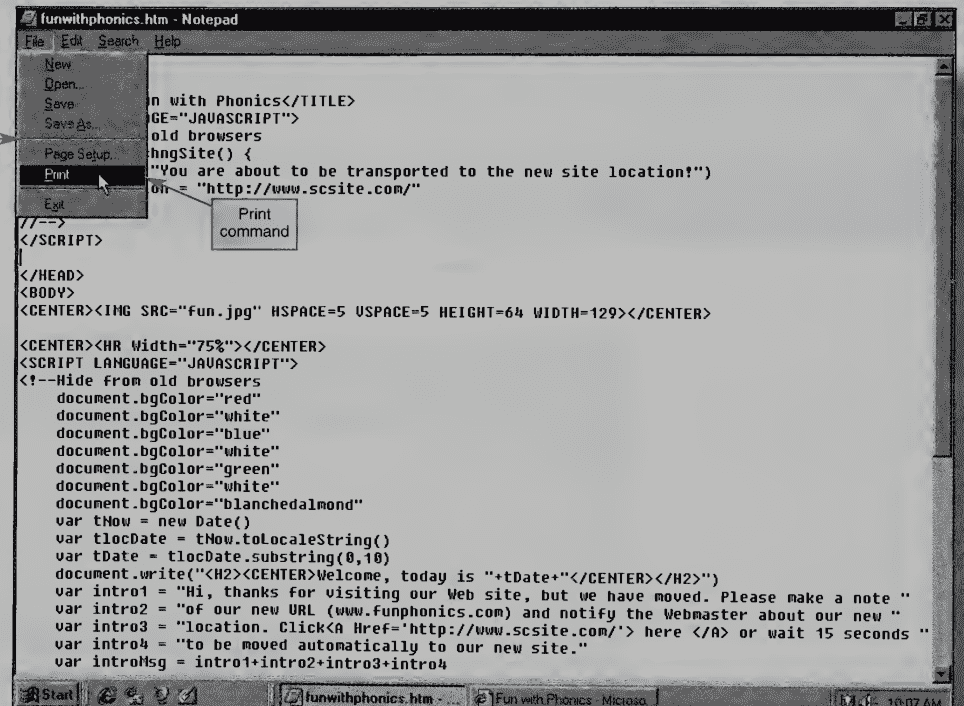 funwithphonics.htm - Notepad
File Edit Search Help
New
Open...
Save
Save As...
Page Setup...
Print
Exit
Print
command
n with Phonics</TITLE>
GE="JAVASCRIPT">
old browsers
chngSite() {
"You are about to be transported to the new site location!")
on = "http://www.scsite.com/"
//-->
</SCRIPT>
</HEAD>
<BODY>
<CENTER><IMG SRC="fun.jpg" HSPACE=5 VSPACE=5 HEIGHT=64 WIDTH=129></CENTER>
<CENTER><HR Width="75%"></CENTER>
<SCRIPT LANGUAGE="JAVASCRIPT">
<!--Hide from old browsers
document.bgColor="red"
document.bgColor="white"
document.bgColor="blue"
document.bgColor="white"
document.bgColor="green"
document.bgColor="white"
document.bgColor="blanchedalmond"
var tNow = new Date()
var tlocDate = tNow.toLocaleString()
var tDate = tlocDate.substring(0,10)
document.write("<H2><CENTER>Welcome, today is "+tDate+"</CENTER></H2>")
var intro1 = "Hi, thanks for visiting our Web site, but we have moved. Please make a note "
var intro2 = "of our new URL (www.funphonics.com) and notify the Webmaster about our new "
var intro3 = "location. Click<A Href='http://www.scsite.com/'> here </A> or wait 15 seconds "
var intro4 = "to be moved automatically to our new site."
var introMsg = intro1+intro2+intro3+intro4
Start funwithphonics.htm - ... Fun with Phonics - Microso... 10:07 AM